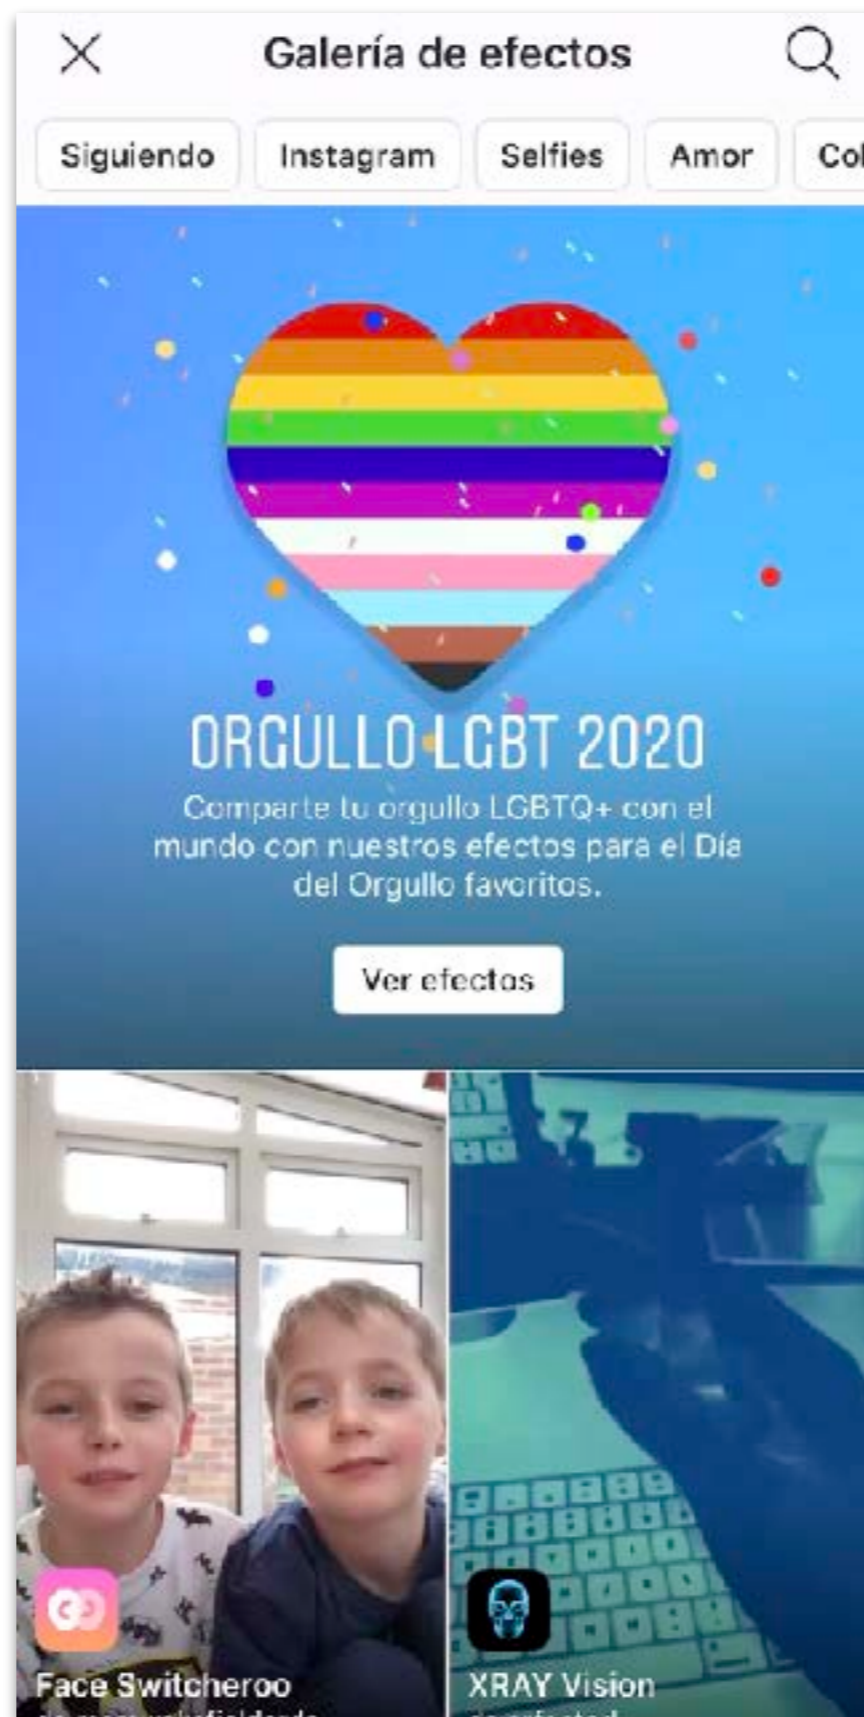 Galería de efectos
Siguiendo
Instagram
Selfies
Amor
Col
ORGULLO LGBT 2020
Comparte tu orgullo LGBTQ+ con el
mundo con nuestros efectos para el Día
del Orgullo favoritos.
Ver efectos
Face Switcheroo
XRAY Vision